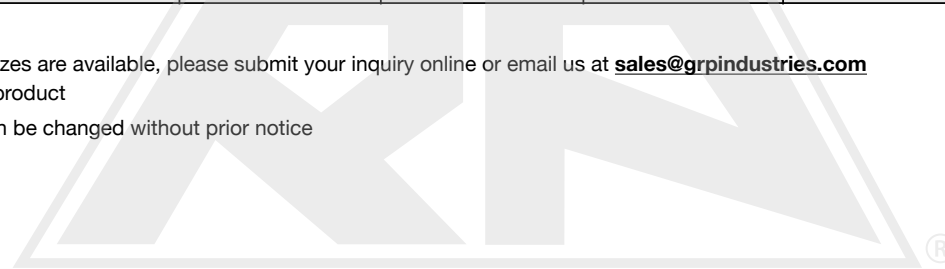 zes are available, please submit your inquiry online or email us at sales@grpindustries.com
product
n be changed without prior notice
®